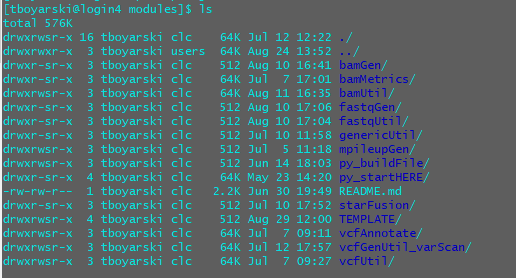 [tboyarski@login4 modules]$ ls
total 576K
drwxrwsr-x 16 tboyarski clc 64K Jul 12 12:22 ./
drwxrwxr-x 3 tboyarski users 64K Aug 24 13:52 ../
drwxr-sr-x 3 tboyarski clc 512 Aug 10 16:41 bamGen/
drwxrwsr-x 3 tboyarski clc 64K Jul 7 17:01 bamMetrics/
drwxrwsr-x 3 tboyarski clc 64K Aug 11 16:35 bamUtil/
drwxr-sr-x 3 tboyarski clc 512 Aug 10 17:06 fastqGen/
drwxr-sr-x 3 tboyarski clc 64K Aug 10 17:04 fastqUtil/
drwxr-sr-x 3 tboyarski clc 512 Jul 10 11:58 genericUtil/
drwxr-sr-x 3 tboyarski clc 512 Jul 5 11:18 mpileupGen/
drwxr-sr-x 3 tboyarski clc 512 Jun 14 18:03 py_buildFile/
drwxr-sr-x 4 tboyarski clc 64K May 23 14:20 py_startHERE/
-rw-rw-r-- 1 tboyarski clc 2.2K Jun 30 19:49 README.md
drwxrwsr-x 3 tboyarski clc 512 Jul 10 17:52 starFusion/
drwxrwsr-x 4 tboyarski clc 512 Aug 29 12:00 TEMPLATE/
drwxrwsr-x 3 tboyarski clc 64K Jul 7 09:11 vcfAnnotate/
drwxr-sr-x 3 tboyarski clc 64K Jul 12 17:57 vcfGenUtil_varScan/
drwxrwsr-x 3 tboyarski clc 64K Jul 7 09:27 vcfUtil/